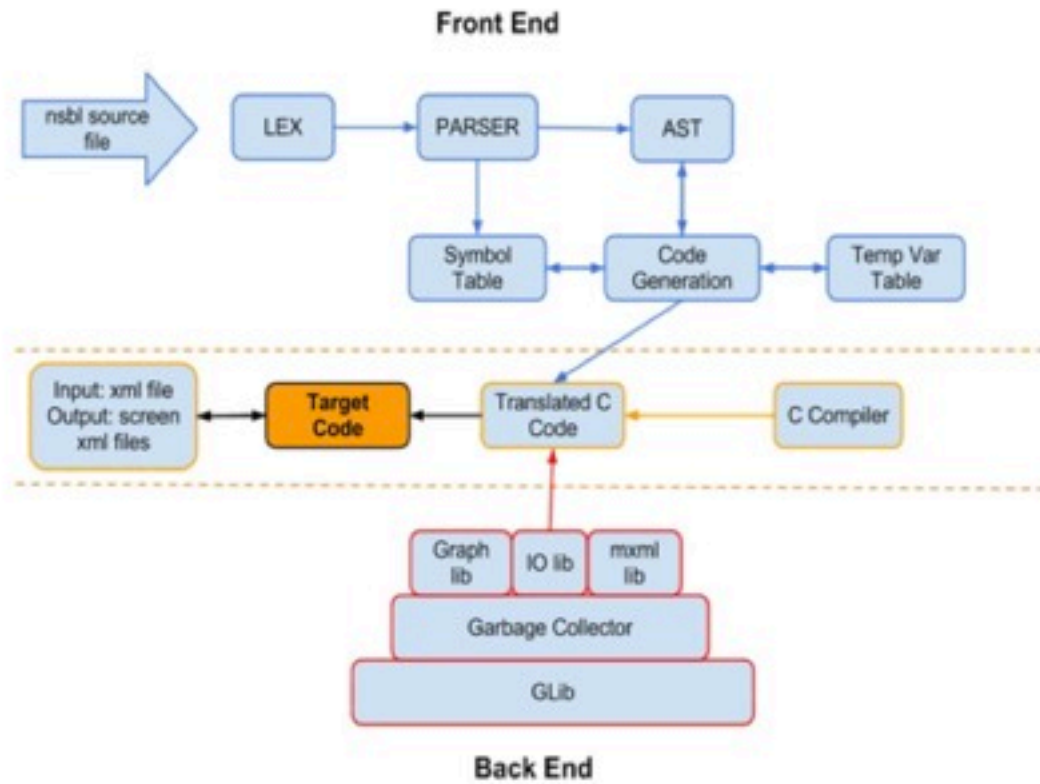 Front End
nsbl source
file
LEX
PARSER
AST
Symbol
Table
Code
Generation
Temp Var
Table
Input: xml file
Output: screen
xml files
Target
Code
Translated C
Code
C Compiler
Graph
lib
IO lib
mxml
lib
Garbage Collector
GLib
Back End